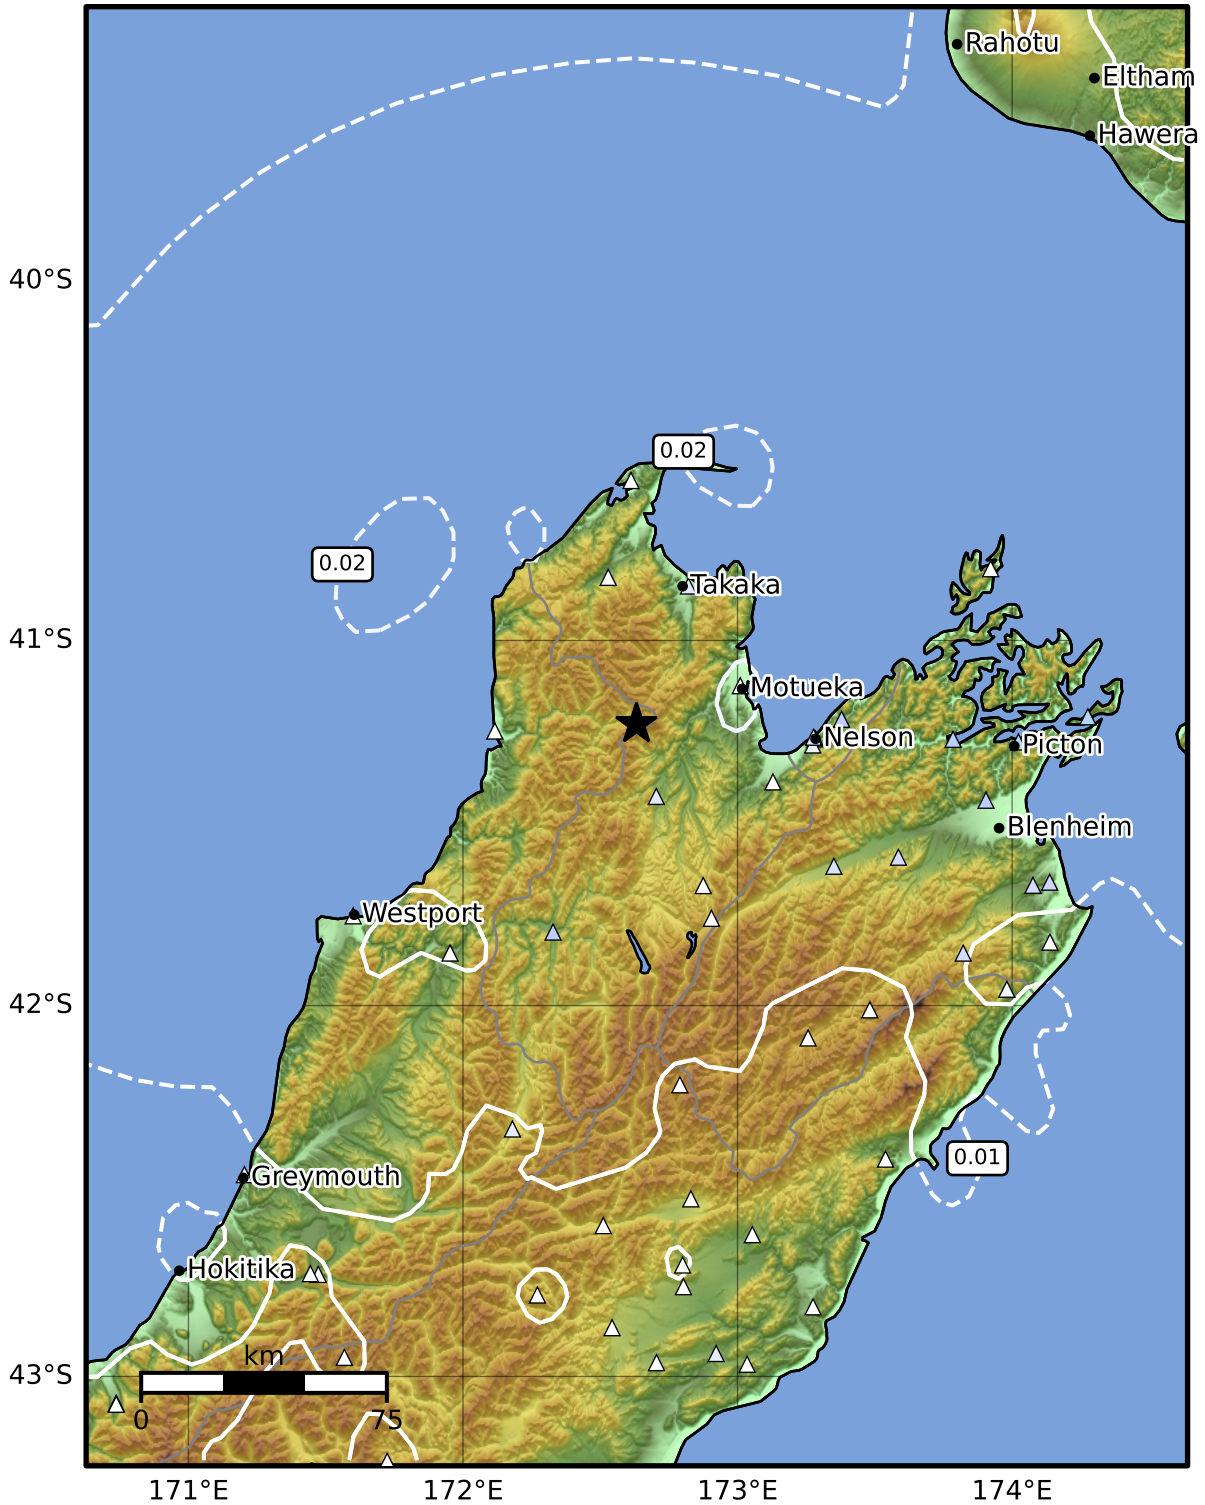 Rahotu
Eltham
Hawera
40°S
0.02
0.02
Takaka
41°S
Motueka
Nelson
Picton
Blenheim
Westport
42°S
0.01
Greymouth
Hokitika
km
43°S
0
75
171°E
172°E
173°E
174°E